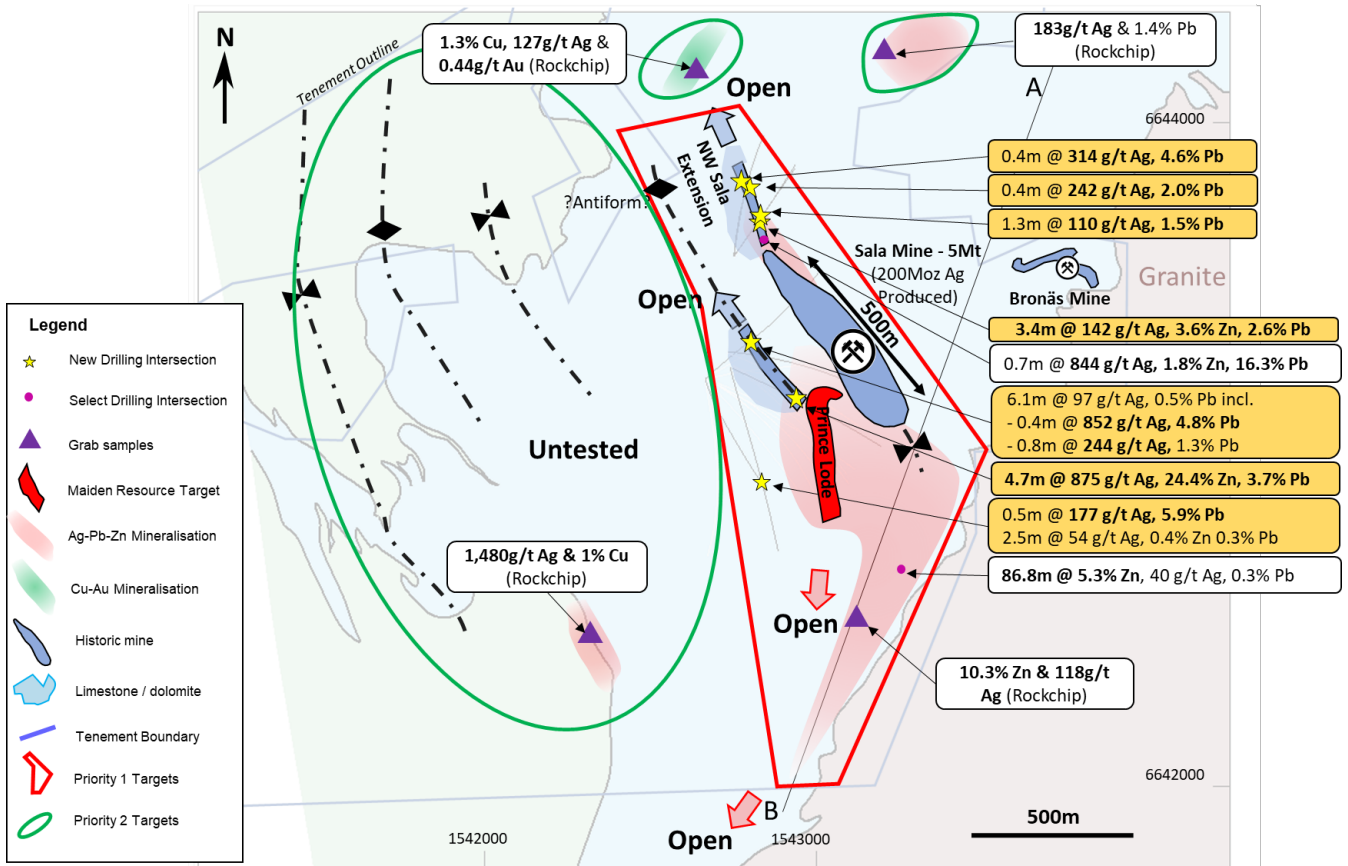 N
Tenement Outline
1.3% Cu, 127g/t Ag &
0.44g/t Au (Rockchip)
183g/t Ag & 1.4% Pb
(Rockchip)
A
Open
6644000
NW Sala
Extension
?Antiform?
0.4m @ 314 g/t Ag, 4.6% Pb
0.4m @ 242 g/t Ag, 2.0% Pb
1.3m @ 110 g/t Ag, 1.5% Pb
Sala Mine - 5Mt
(200Moz Ag
Produced)
500m
Bronäs Mine
Granite
Open
3.4m @ 142 g/t Ag, 3.6% Zn, 2.6% Pb
0.7m @ 844 g/t Ag, 1.8% Zn, 16.3% Pb
6.1m @ 97 g/t Ag, 0.5% Pb incl.
- 0.4m @ 852 g/t Ag, 4.8% Pb
- 0.8m @ 244 g/t Ag, 1.3% Pb
4.7m @ 875 g/t Ag, 24.4% Zn, 3.7% Pb
0.5m @ 177 g/t Ag, 5.9% Pb
2.5m @ 54 g/t Ag, 0.4% Zn 0.3% Pb
86.8m @ 5.3% Zn, 40 g/t Ag, 0.3% Pb
Prince Lode
Untested
1,480g/t Ag & 1% Cu
(Rockchip)
Open
10.3% Zn & 118g/t
Ag (Rockchip)
6642000
B
Open
1542000
1543000
500m
Legend
New Drilling Intersection
Select Drilling Intersection
Grab samples
Maiden Resource Target
Ag-Pb-Zn Mineralisation
Cu-Au Mineralisation
Historic mine
Limestone / dolomite
Tenement Boundary
Priority 1 Targets
Priority 2 Targets